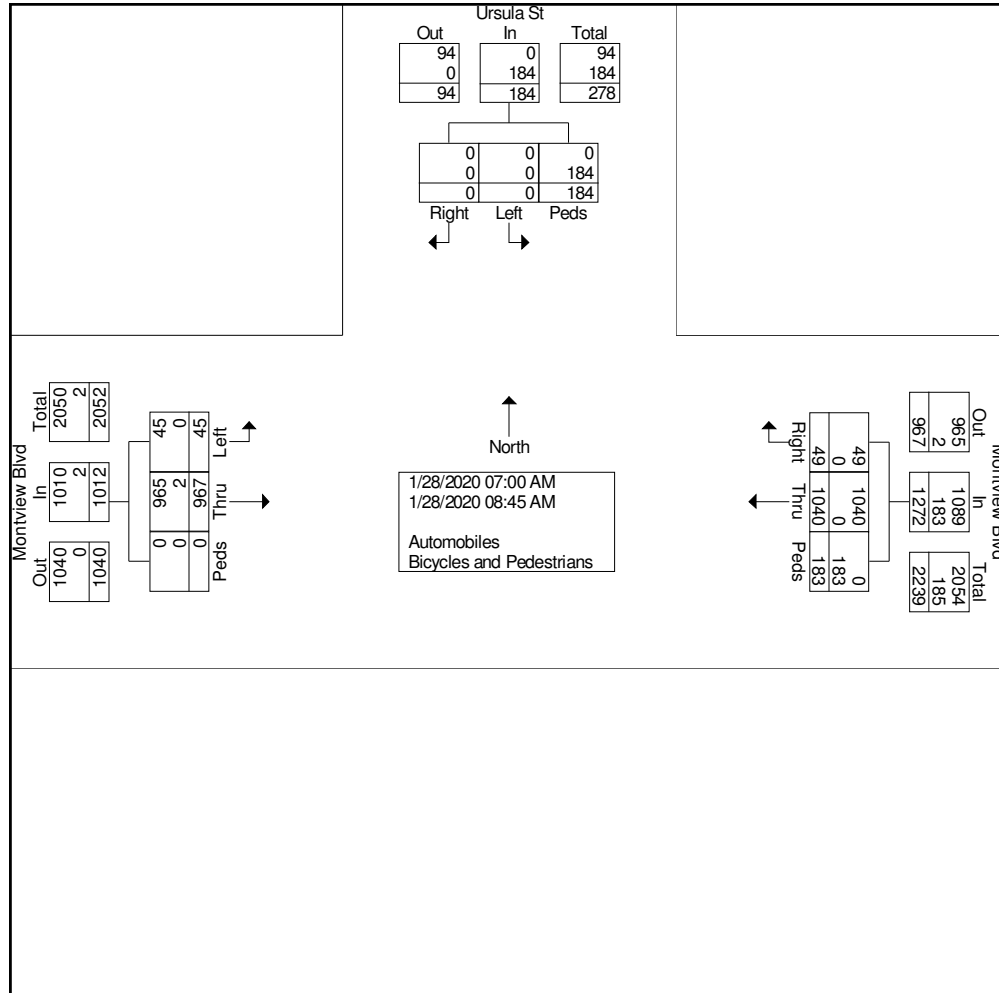 Ursula St
Out In Total
94 0 94
0 184 184
94 184 278
0 0 0
0 0 184
0 0 184
Right Left Peds
Montview Blvd
Total In Out
2050 1010 1040
2 2 0
2052 1012 1040
45 965 0
0 2 0
45 967 0
Left Thru Peds
North
1/28/2020 07:00 AM
1/28/2020 08:45 AM
Automobiles
Bicycles and Pedestrians
Right Thru Peds
49 1040 0
0 0 183
49 1040 183
Montview Blvd
Out In Total
965 1089 2054
2 183 185
967 1272 2239